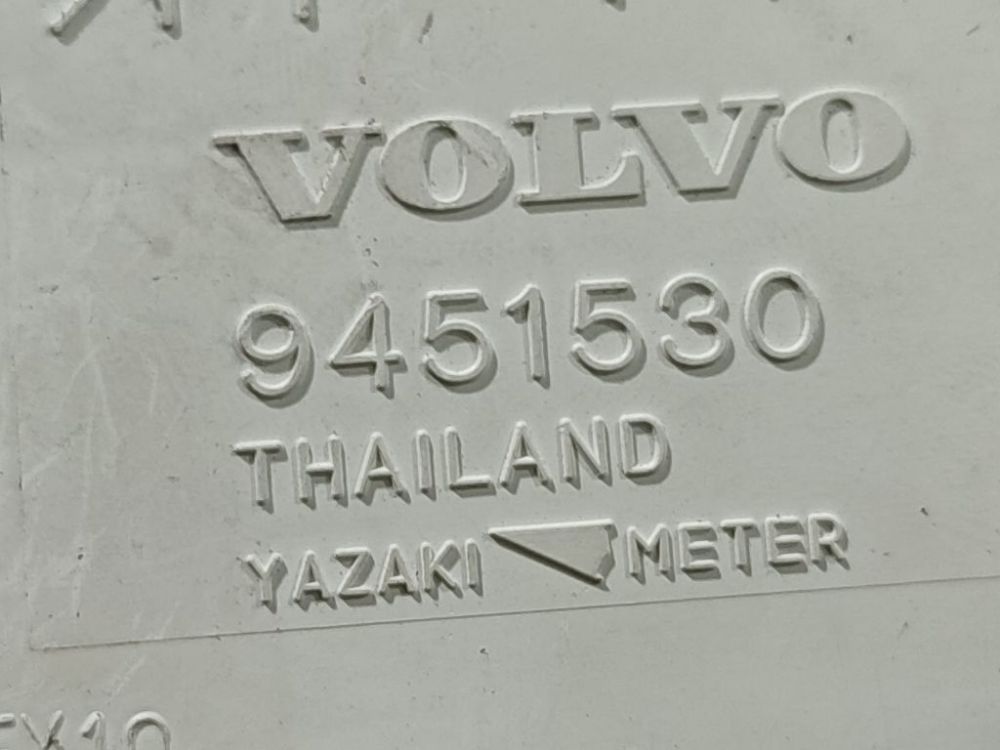 VOLVO
9451530
THAILAND
YAZAKI METER